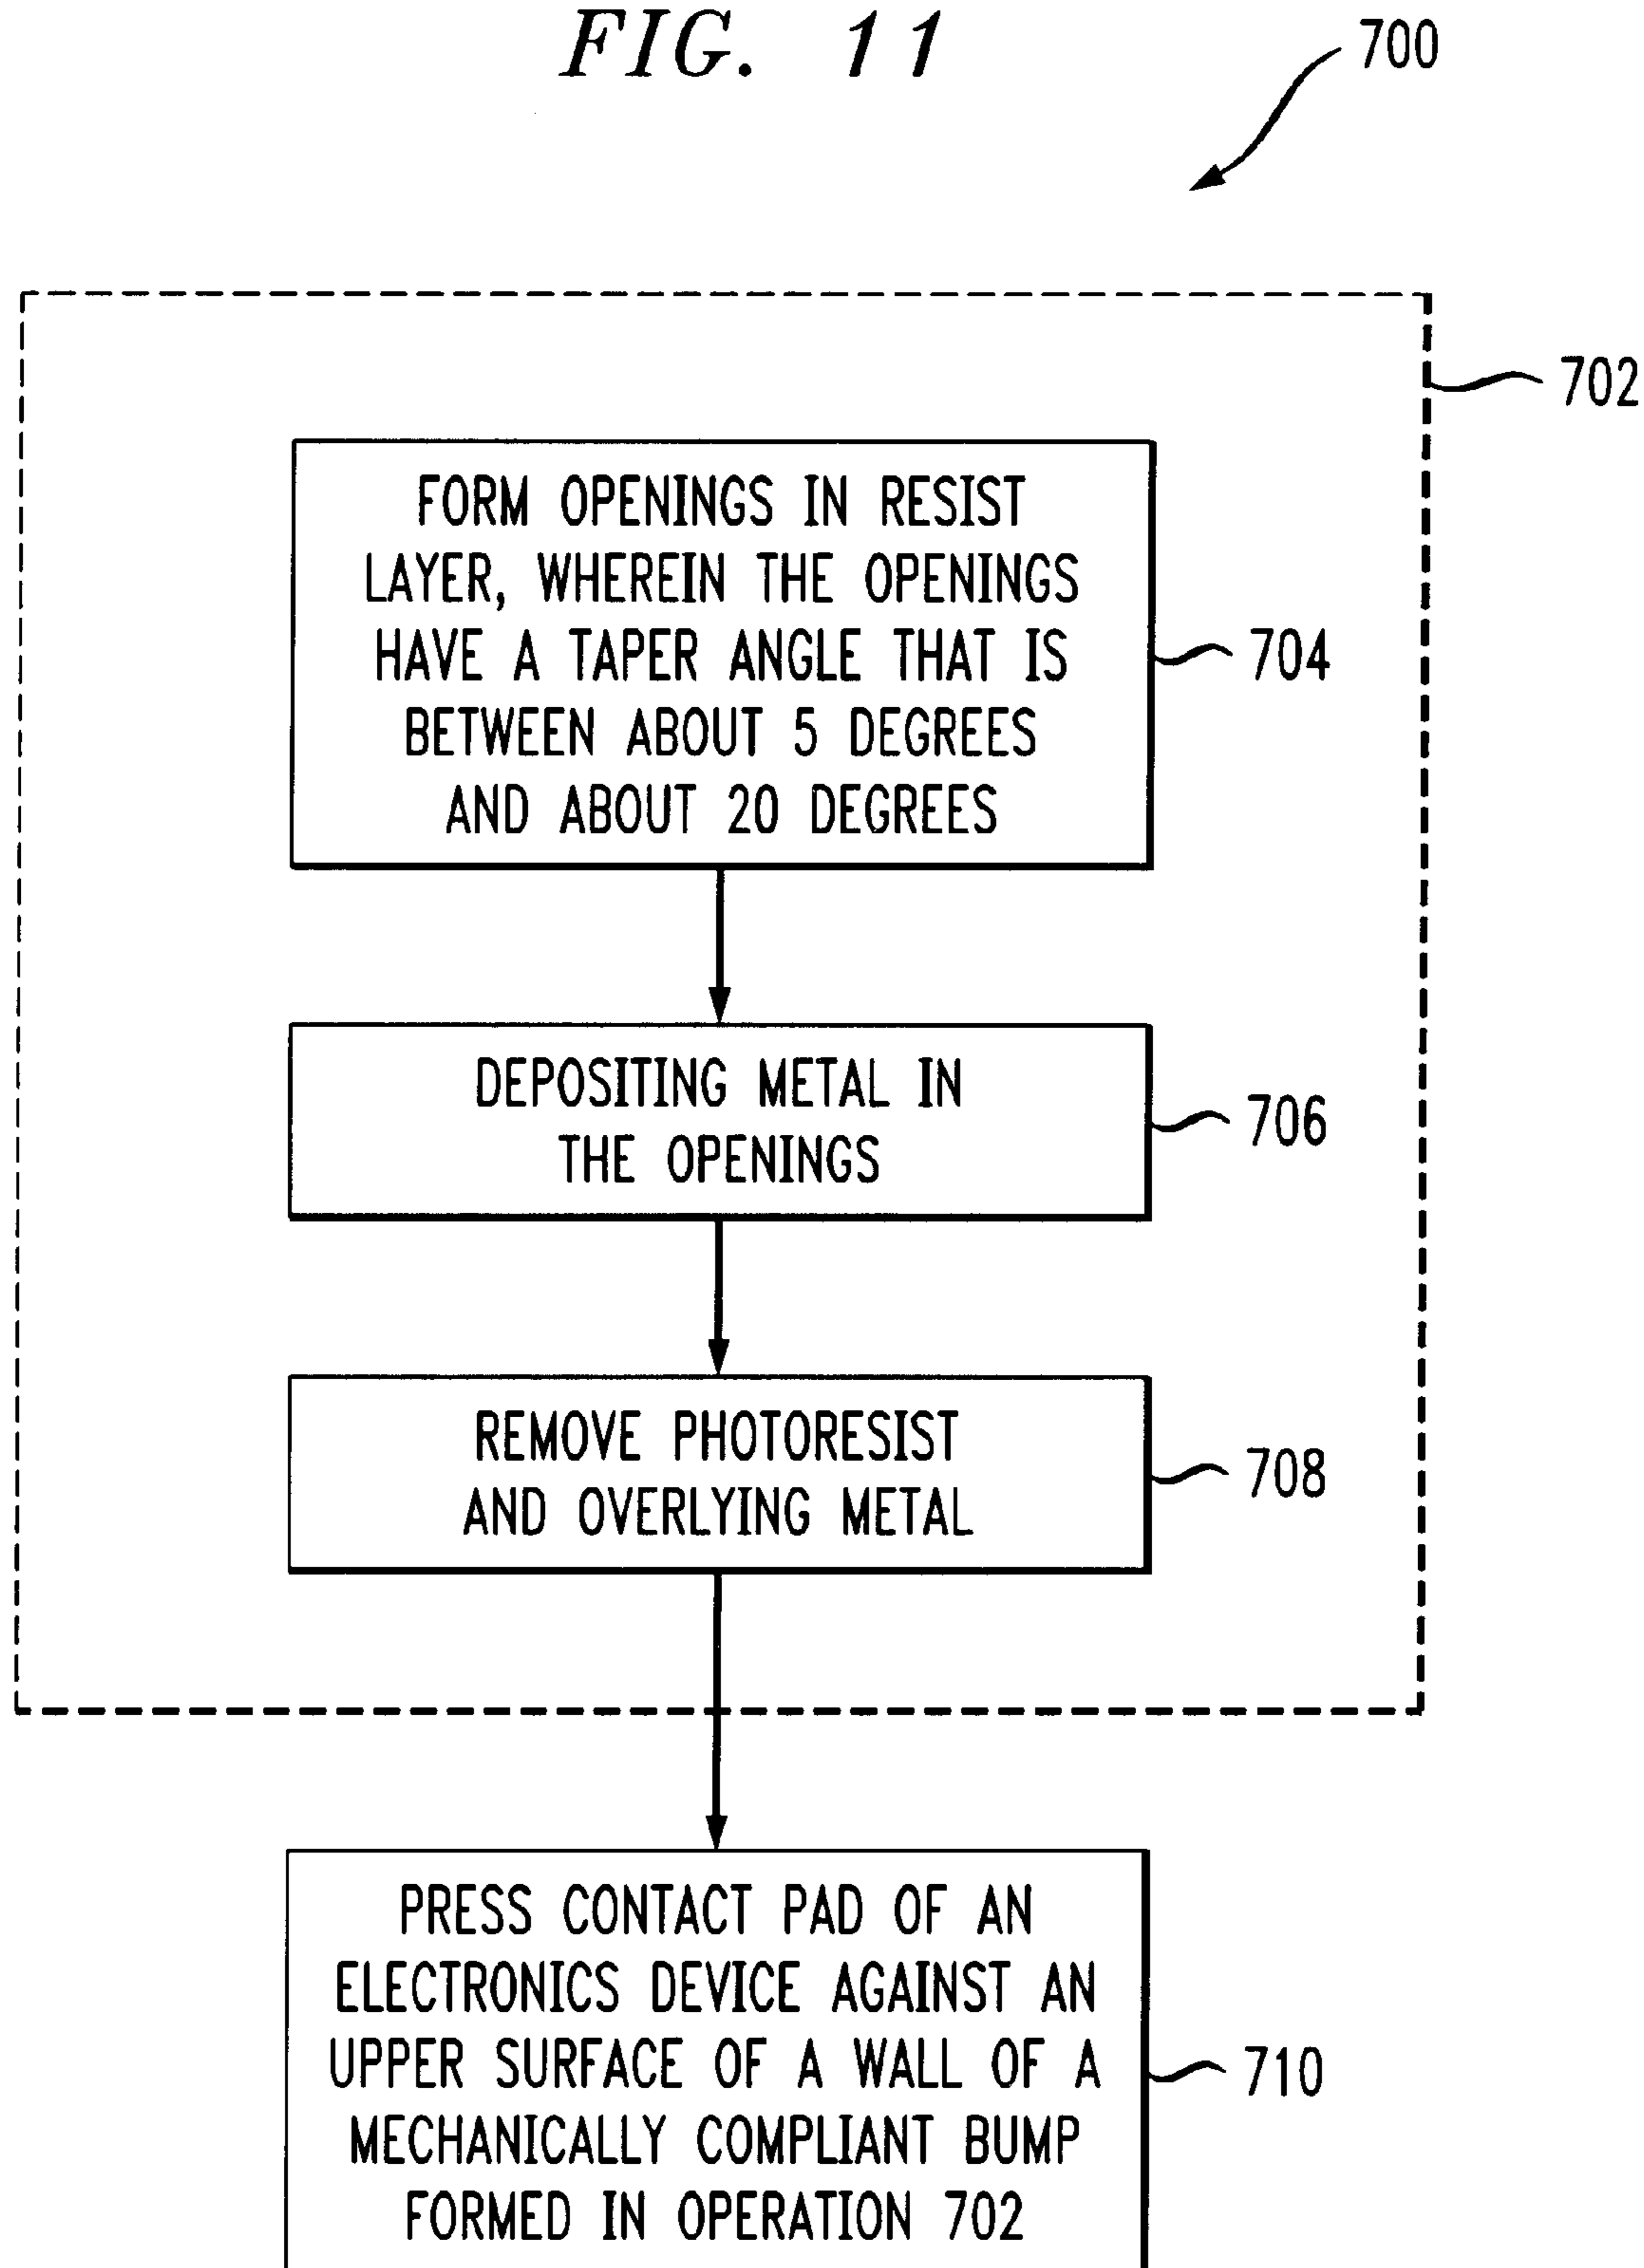 FIG. 11
700
702
FORM OPENINGS IN RESIST
LAYER, WHEREIN THE OPENINGS
HAVE A TAPER ANGLE THAT IS
BETWEEN ABOUT 5 DEGREES
AND ABOUT 20 DEGREES
704
DEPOSITING METAL IN
THE OPENINGS
706
REMOVE PHOTORESIST
AND OVERLYING METAL
708
PRESS CONTACT PAD OF AN
ELECTRONICS DEVICE AGAINST AN
UPPER SURFACE OF A WALL OF A
MECHANICALLY COMPLIANT BUMP
FORMED IN OPERATION 702
710